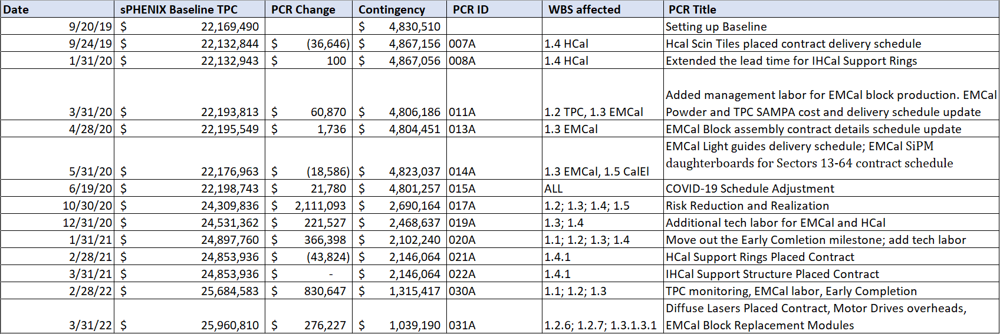 Date sPHENIX Baseline TPC PCR Change Contingency PCR ID WBS affected PCR Title
9/20/19 $ 22,169,490 $ 4,830,510 Setting up Baseline
9/24/19 $ 22,132,844 $ (36,646) $ 4,867,156 007A 1.4 HCal Hcal Scin Tiles placed contract delivery schedule
1/31/20 $ 22,132,943 $ 100 $ 4,867,056 008A 1.4 HCal Extended the lead time for IHCal Support Rings
Added management labor for EMCal block production. EMCal
3/31/20 $ 22,193,813 $ 60,870 $ 4,806,186 011A 1.2 TPC, 1.3 EMCal Powder and TPC SAMPA cost and delivery schedule update
4/28/20 $ 22,195,549 $ 1,736 $ 4,804,451 013A 1.3 EMCal EMCal Block assembly contract details schedule update
EMCal Light guides delivery schedule; EMCal SiPM
daughterboards for Sectors 13-64 contract schedule
5/31/20 $ 22,176,963 $ (18,586) $ 4,823,037 014A 1.3 EMCal, 1.5 CalEl
6/19/20 $ 22,198,743 $ 21,780 $ 4,801,257 015A ALL COVID-19 Schedule Adjustment
10/30/20 $ 24,309,836 $ 2,111,093 $ 2,690,164 017A 1.2; 1.3; 1.4; 1.5 Risk Reduction and Realization
12/31/20 $ 24,531,362 $ 221,527 $ 2,468,637 019A 1.3; 1.4 Additional tech labor for EMCal and HCal
1/31/21 $ 24,897,760 $ 366,398 $ 2,102,240 020A 1.1; 1.2; 1.3; 1.4 Move out the Early Comletion milestone; add tech labor
2/28/21 $ 24,853,936 $ (43,824) $ 2,146,064 021A 1.4.1 HCal Support Rings Placed Contract
3/31/21 $ 24,853,936 $ - $ 2,146,064 022A 1.4.1 IHCal Support Structure Placed Contract
2/28/22 $ 25,684,583 $ 830,647 $ 1,315,417 030A 1.1; 1.2; 1.3 TPC monitoring, EMCal labor, Early Completion
Diffuse Lasers Placed Contract, Motor Drives overheads,
3/31/22 $ 25,960,810 $ 276,227 $ 1,039,190 031A 1.2.6; 1.2.7; 1.3.1.3.1 EMCal Block Replacement Modules